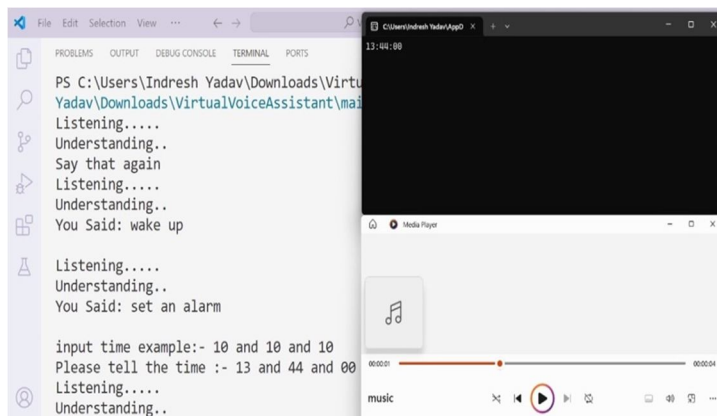 File Edit Selection View ...
PROBLEMS OUTPUT DEBUG CONSOLE TERMINAL PORTS
PS C:\Users\Indresh Yadav\Downloads\Virtu
Yadav\Downloads\VirtualVoiceAssistant\mai
Listening.....
Understanding..
Say that again
Listening.....
Understanding..
You Said: wake up
Listening.....
Understanding..
You Said: set an alarm
input time example:- 10 and 10 and 10
Please tell the time :- 13 and 44 and 00
Listening.....
Understanding..
C:\Users\Indresh Yadav\AppD
13:44:00
Media Player
00:00:01
00:00:04
music